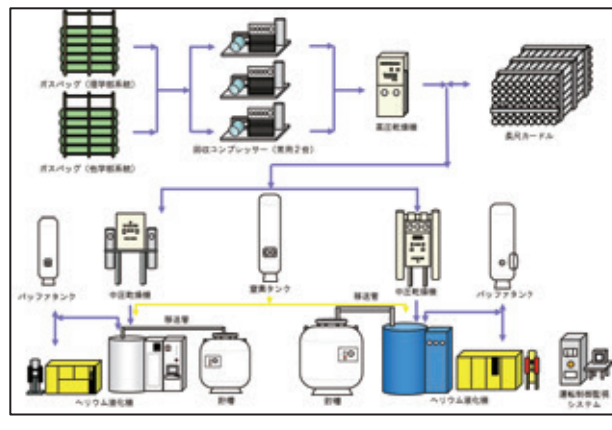 ガスバッグ（理学部系統）
ガスバッグ（他学部系統）
回収コンプレッサー（常用2台）
高圧乾燥機
長尺カードル
バッファタンク
中圧乾燥機
窒素タンク
中圧乾燥機
バッファタンク
移送管
移送管
ヘリウム液化機
貯槽
貯槽
ヘリウム液化機
運転制御監視
システム